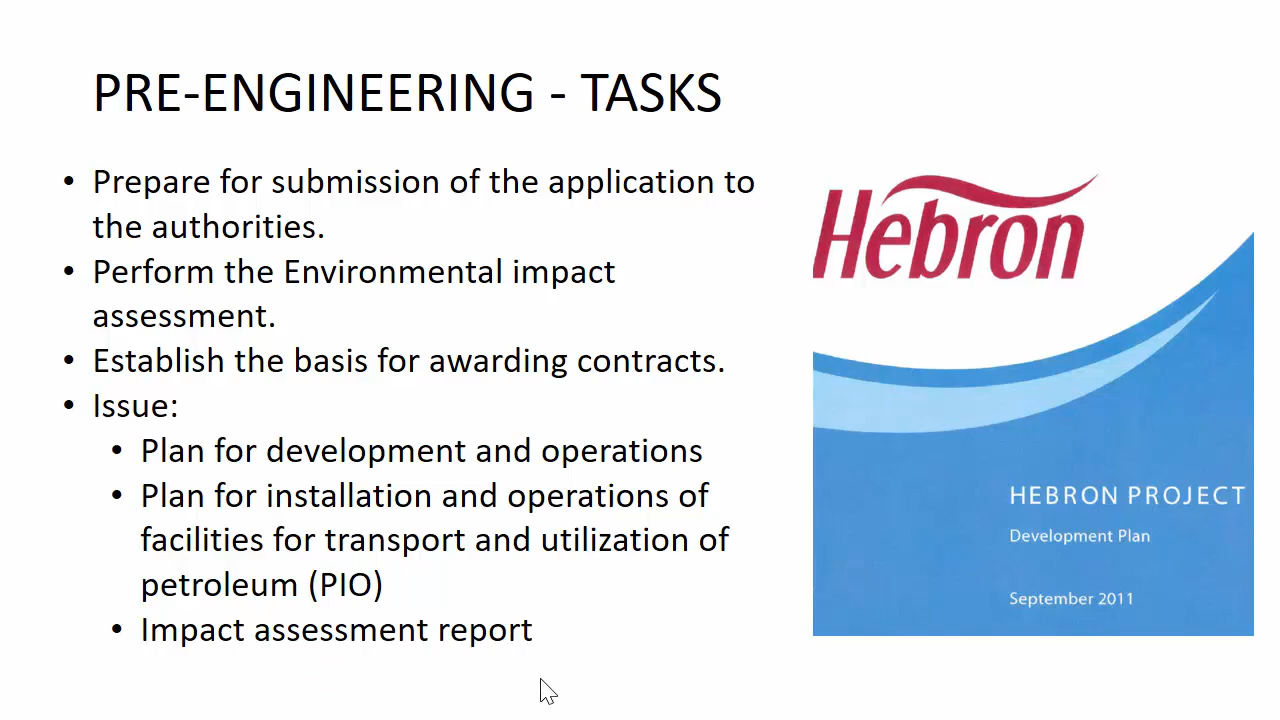 PRE-ENGINEERING - TASKS
• Prepare for submission of the application to
the authorities.
• Perform the Environmental impact
assessment.
• Establish the basis for awarding contracts.
• Issue:
• Plan for development and operations
• Plan for installation and operations of
facilities for transport and utilization of
petroleum (PIO)
• Impact assessment report
Hebron
HEBRON PROJECT
Development Plan
September 2011